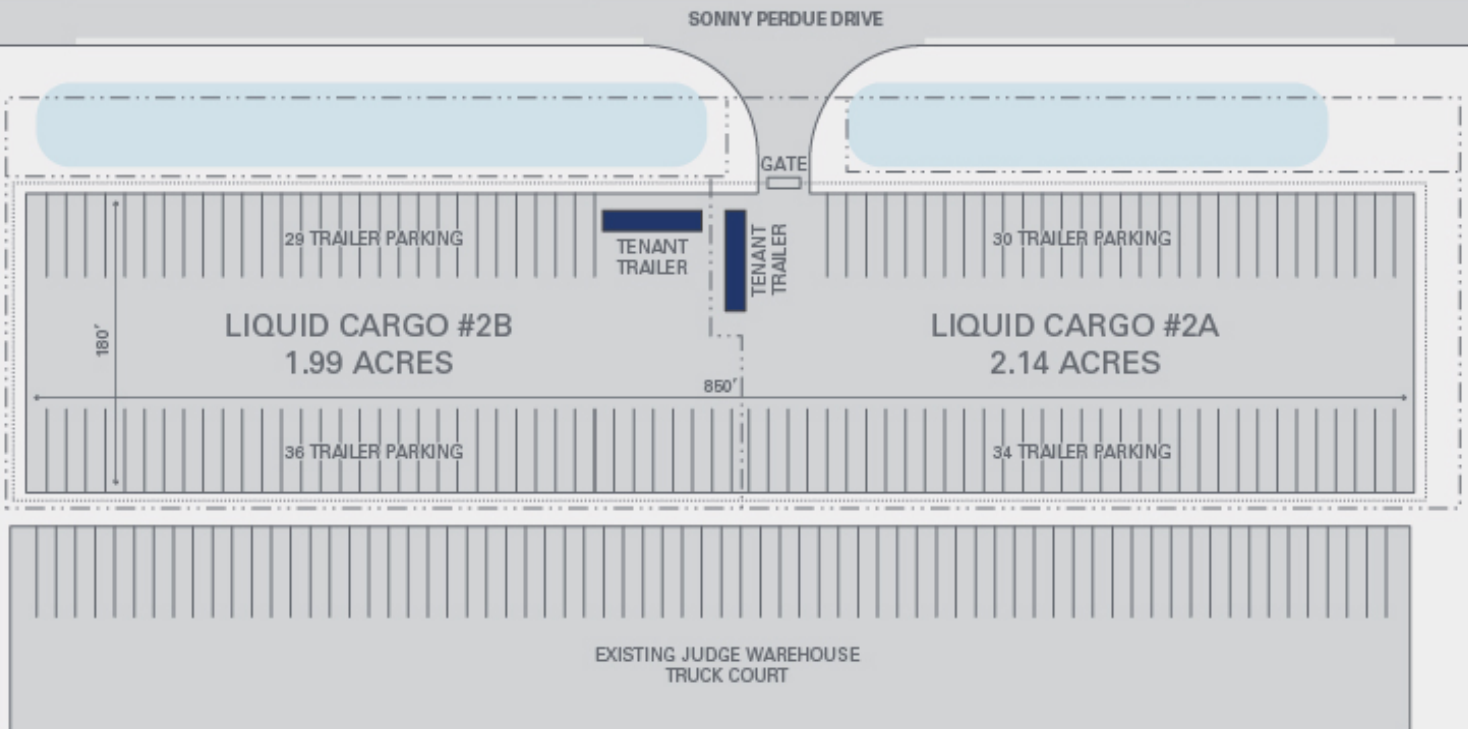 SONNY PERDUE DRIVE
GATE
29 TRAILER PARKING
TENANT
TRAILER
TENANT
TRAILER
30 TRAILER PARKING
LIQUID CARGO #2B
1.99 ACRES
LIQUID CARGO #2A
2.14 ACRES
180'
850'
36 TRAILER PARKING
34 TRAILER PARKING
EXISTING JUDGE WAREHOUSE
TRUCK COURT